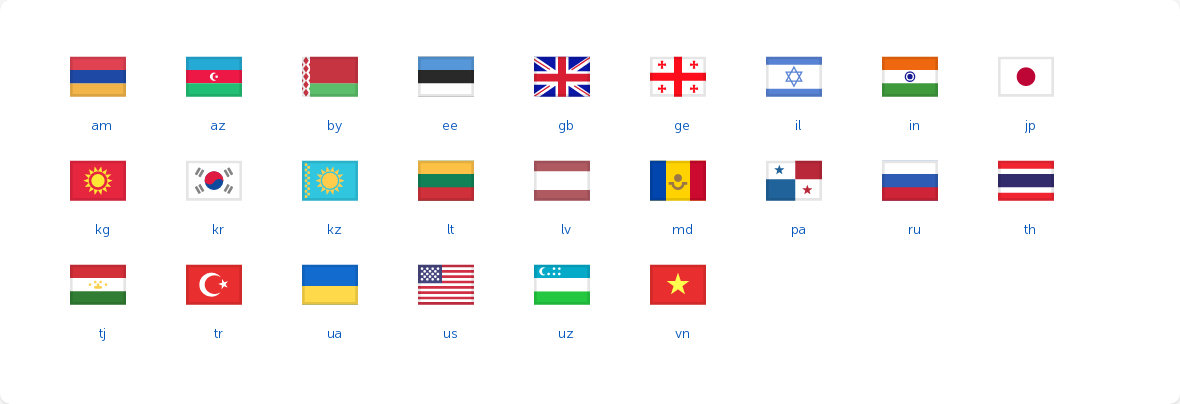 am az by ee gb ge il in jp
kg kr kz lt lv md pa ru th
tj tr ua us uz vn